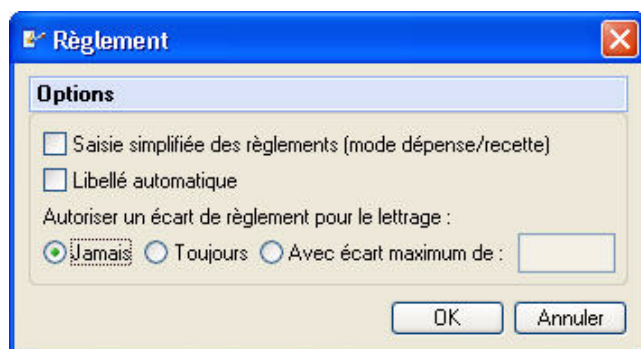 Règlement
Options
Saisie simplifiée des règlements (mode dépense/recette)
Libellé automatique
Autoriser un écart de règlement pour le lettrage :
Jamais Toujours Avec écart maximum de :
OK Annuler